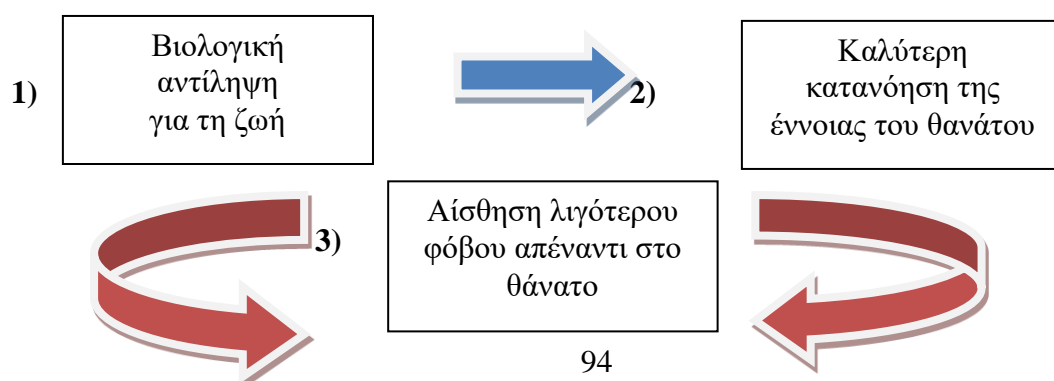 1)
Βιολογική
αντίληψη
για τη ζωή
2)
Καλύτερη
κατανόηση της
έννοιας του θανάτου
3)
Αίσθηση λιγότερου
φόβου απέναντι στο
θάνατο
94